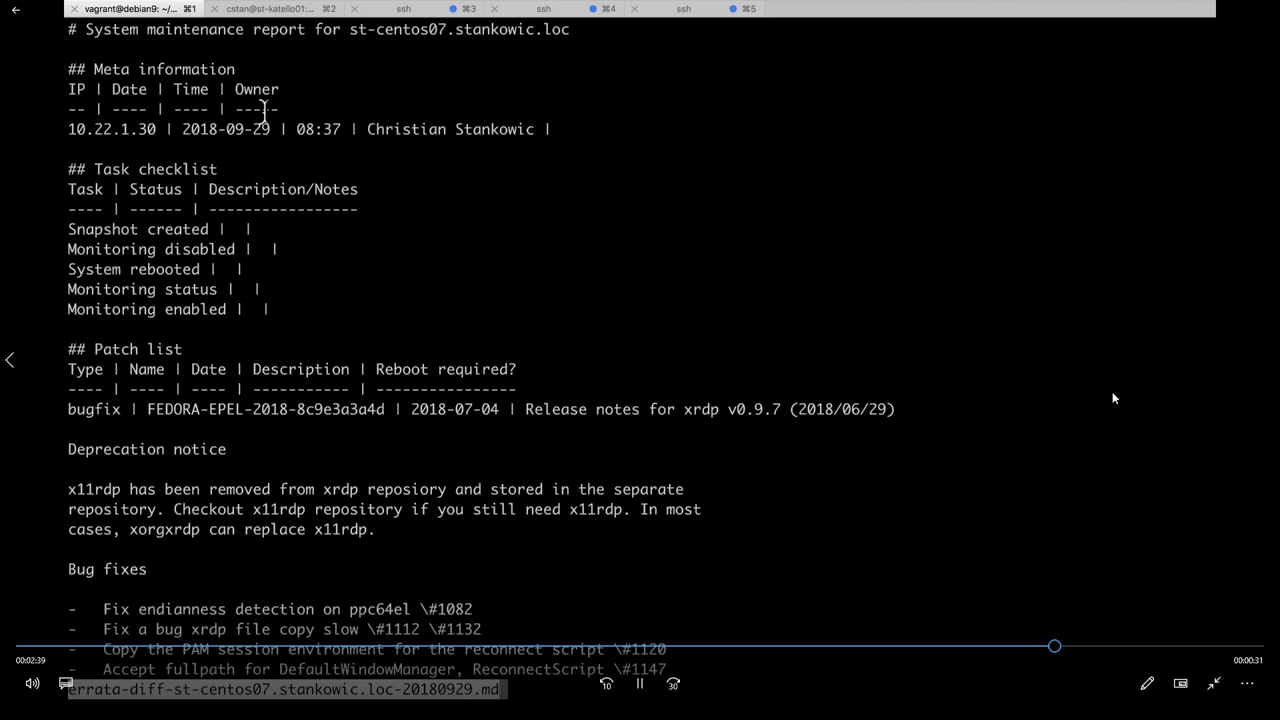 vagrant@debian9: ~/... ⌘1 cstan@st-katello01:... ⌘2 ssh ⌘3 ssh ⌘4 ssh ⌘5
# System maintenance report for st-centos07.stankowic.loc
## Meta information
IP | Date | Time | Owner
-- | ---- | ---- | -----
10.22.1.30 | 2018-09-29 | 08:37 | Christian Stankowic |
## Task checklist
Task | Status | Description/Notes
---- | ------ | -----------------
Snapshot created |  |
Monitoring disabled |  |
System rebooted |  |
Monitoring status |  |
Monitoring enabled |  |
## Patch list
Type | Name | Date | Description | Reboot required?
---- | ---- | ---- | ----------- | ----------------
bugfix | FEDORA-EPEL-2018-8c9e3a3a4d | 2018-07-04 | Release notes for xrdp v0.9.7 (2018/06/29)
Deprecation notice
x11rdp has been removed from xrdp reposiory and stored in the separate
repository. Checkout x11rdp repository if you still need x11rdp. In most
cases, xorgxrdp can replace x11rdp.
Bug fixes
-   Fix endianness detection on ppc64el \#1082
-   Fix a bug xrdp file copy slow \#1112 \#1132
-   Copy the PAM session environment for the reconnect script \#1120
00:02:39 00:00:31
-   Accept fullpath for DefaultWindowManager, ReconnectScript \#1147
10 30
errata-diff-st-centos07.stankowic.loc-20180929.md